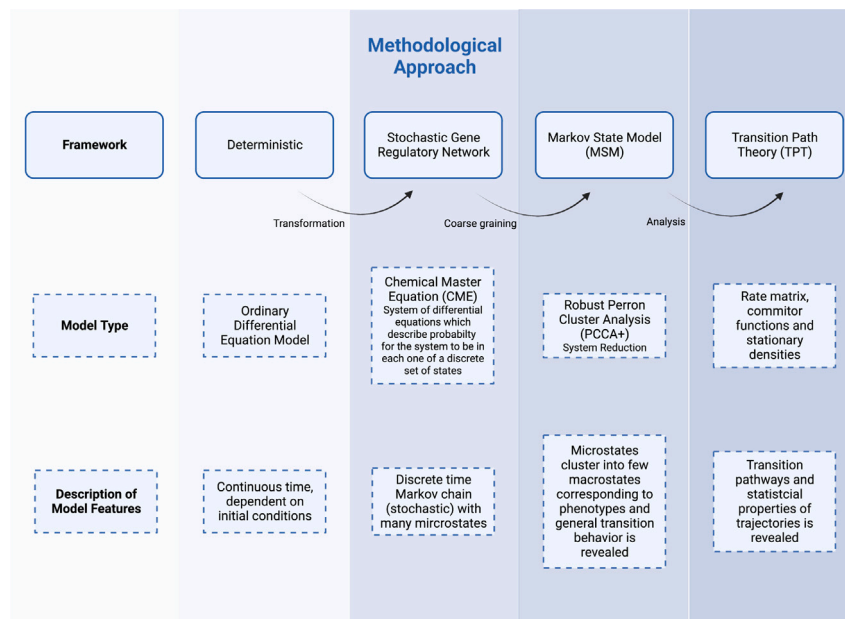 Methodological
Approach
Framework
Deterministic
Stochastic Gene
Regulatory Network
Markov State Model
(MSM)
Transition Path
Theory (TPT)
Transformation
Coarse graining
Analysis
Model Type
Ordinary
Differential
Equation Model
Chemical Master
Equation (CME)
System of differential
equations which
describe probabilty
for the system to be in
each one of a discrete
set of states
Robust Perron
Cluster Analysis
(PCCA+)
System Reduction
Rate matrix,
commitor
functions and
stationary
densities
Description of
Model Features
Continuous time,
dependent on
initial conditions
Discrete time
Markov chain
(stochastic) with
many mircrostates
Microstates
cluster into few
macrostates
corresponding to
phenotypes and
general transition
behavior is
revealed
Transition
pathways and
statistcial
properties of
trajectories is
revealed